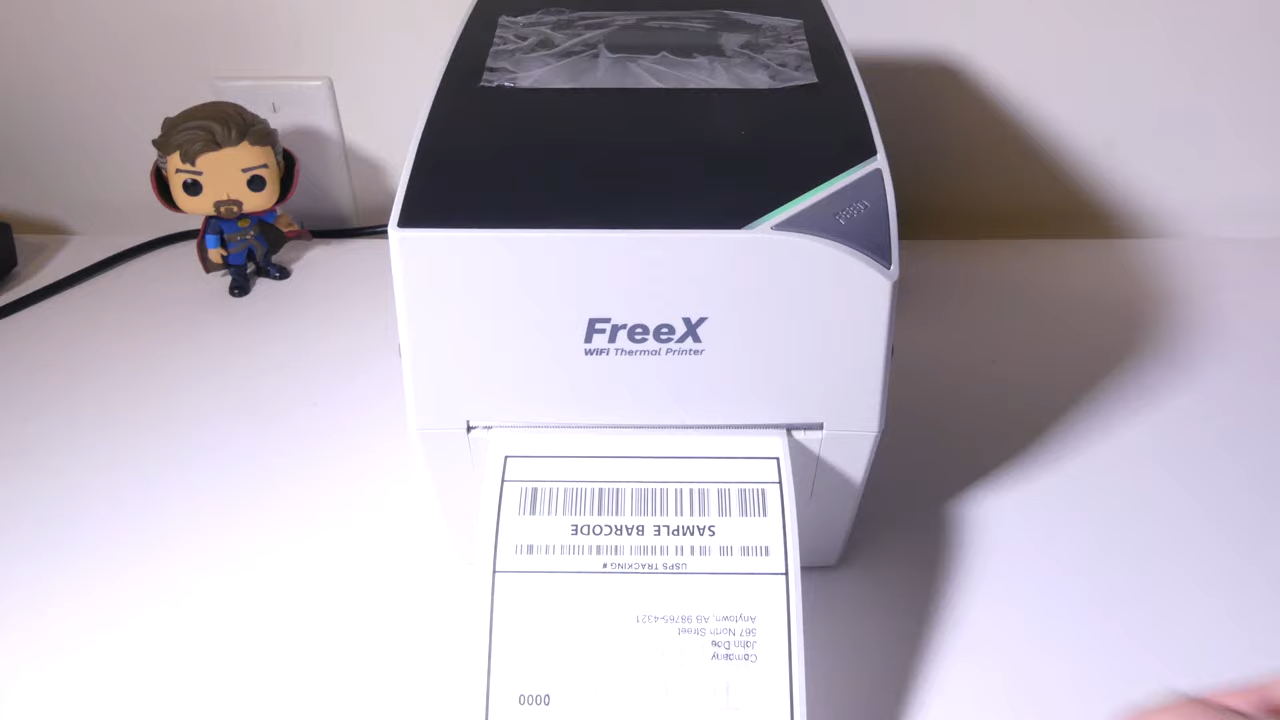 FreeX
WiFi Thermal Printer
SAMPLE BARCODE
USPS TRACKING #
Anytown, AB 98765-4321
567 North Street
John Doe
Company
0000